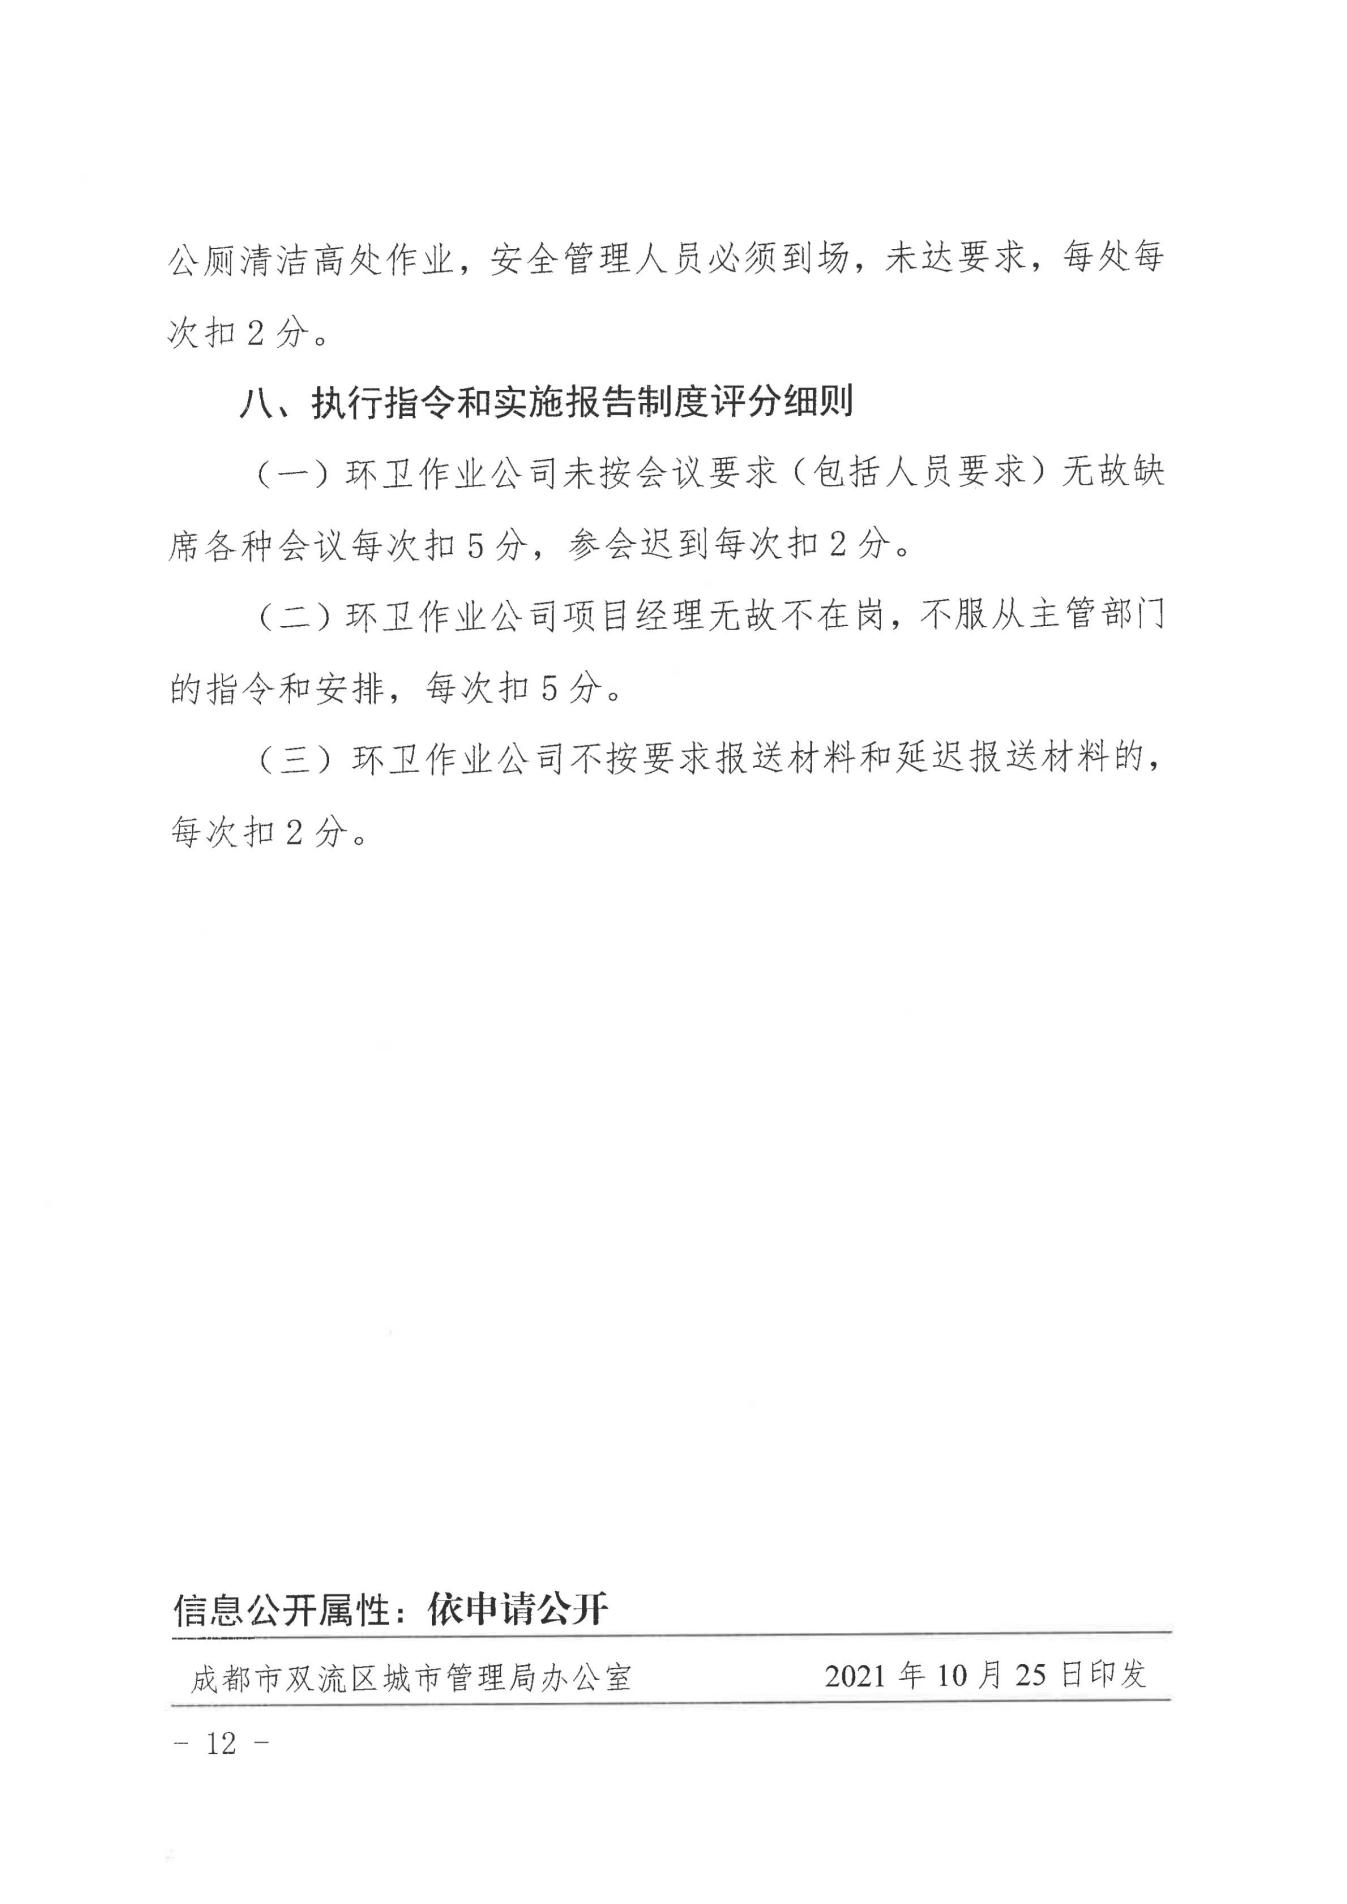 公厕清洁高处作业，安全管理人员必须到场，未达要求，每处每
次扣 2 分。
八、执行指令和实施报告制度评分细则
（一）环卫作业公司未按会议要求（包括人员要求）无故缺
席各种会议每次扣 5 分，参会迟到每次扣 2 分。
（二）环卫作业公司项目经理无故不在岗，不服从主管部门
的指令和安排，每次扣 5 分。
（三）环卫作业公司不按要求报送材料和延迟报送材料的，
每次扣 2 分。
信息公开属性：依申请公开
成都市双流区城市管理局办公室 2021 年 10 月 25 日印发
- 12 -